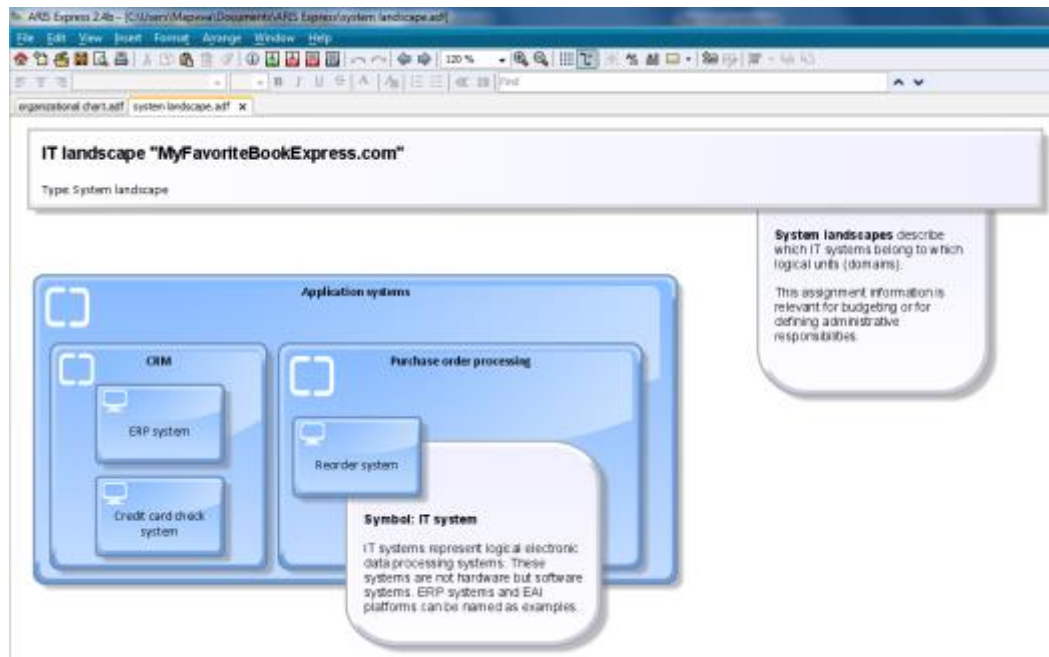 ARIS Express 2.4b - [C:\Users\Марина\Documents\ARIS Express\system landscape.adf]
File Edit View Insert Format Arrange Window Help
120 %
B I U S A
Find
organizational chart.adf system landscape.adf x
IT landscape "MyFavoriteBookExpress.com"
Type: System landscape
System landscapes describe
which IT systems belong to which
logical units (domains).
This assignment information is
relevant for budgeting or for
defining administrative
responsibilities.
Application systems
CRM
ERP system
Credit card check
system
Purchase order processing
Reorder system
Symbol: IT system
IT systems represent logical electronic
data processing systems. These
systems are not hardware but software
systems. ERP systems and EAI
platforms can be named as examples.